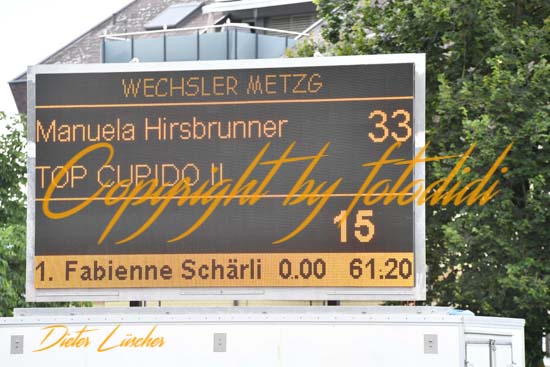 WECHSLER METZG
Manuela Hirsbrunner 33
TOP CUPIDO II
Copyright by fotodidi
15
1. Fabienne Schärli 0.00 61.20
Dieter Lüscher